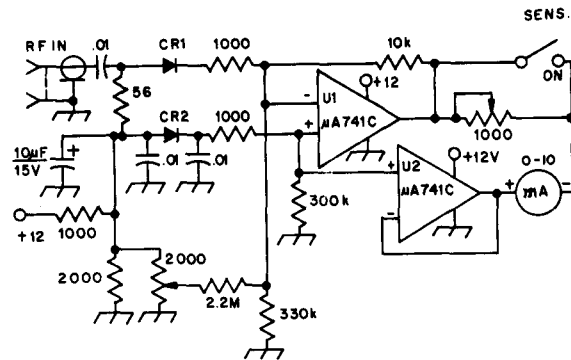 SENS.
RF IN
.01
CR1
1000
10k
ON
56
+12
U1
μA741C
1000
CR2
1000
10μF
15V
.01
.01
U2
μA741C
+12V
0-10
mA
300k
+12
1000
2000
2000
2.2M
330k